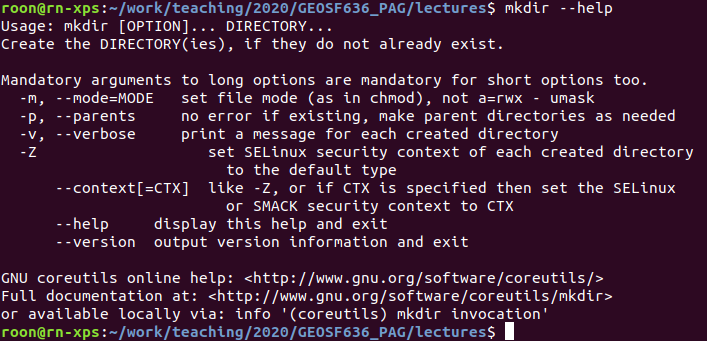 roon@rn-xps:~/work/teaching/2020/GEOSF636_PAG/lectures$ mkdir --help
Usage: mkdir [OPTION]... DIRECTORY...
Create the DIRECTORY(ies), if they do not already exist.

Mandatory arguments to long options are mandatory for short options too.
  -m, --mode=MODE   set file mode (as in chmod), not a=rwx - umask
  -p, --parents     no error if existing, make parent directories as needed
  -v, --verbose     print a message for each created directory
  -Z                   set SELinux security context of each created directory
                         to the default type
      --context[=CTX]  like -Z, or if CTX is specified then set the SELinux
                         or SMACK security context to CTX
      --help     display this help and exit
      --version  output version information and exit

GNU coreutils online help: <http://www.gnu.org/software/coreutils/>
Full documentation at: <http://www.gnu.org/software/coreutils/mkdir>
or available locally via: info '(coreutils) mkdir invocation'
roon@rn-xps:~/work/teaching/2020/GEOSF636_PAG/lectures$